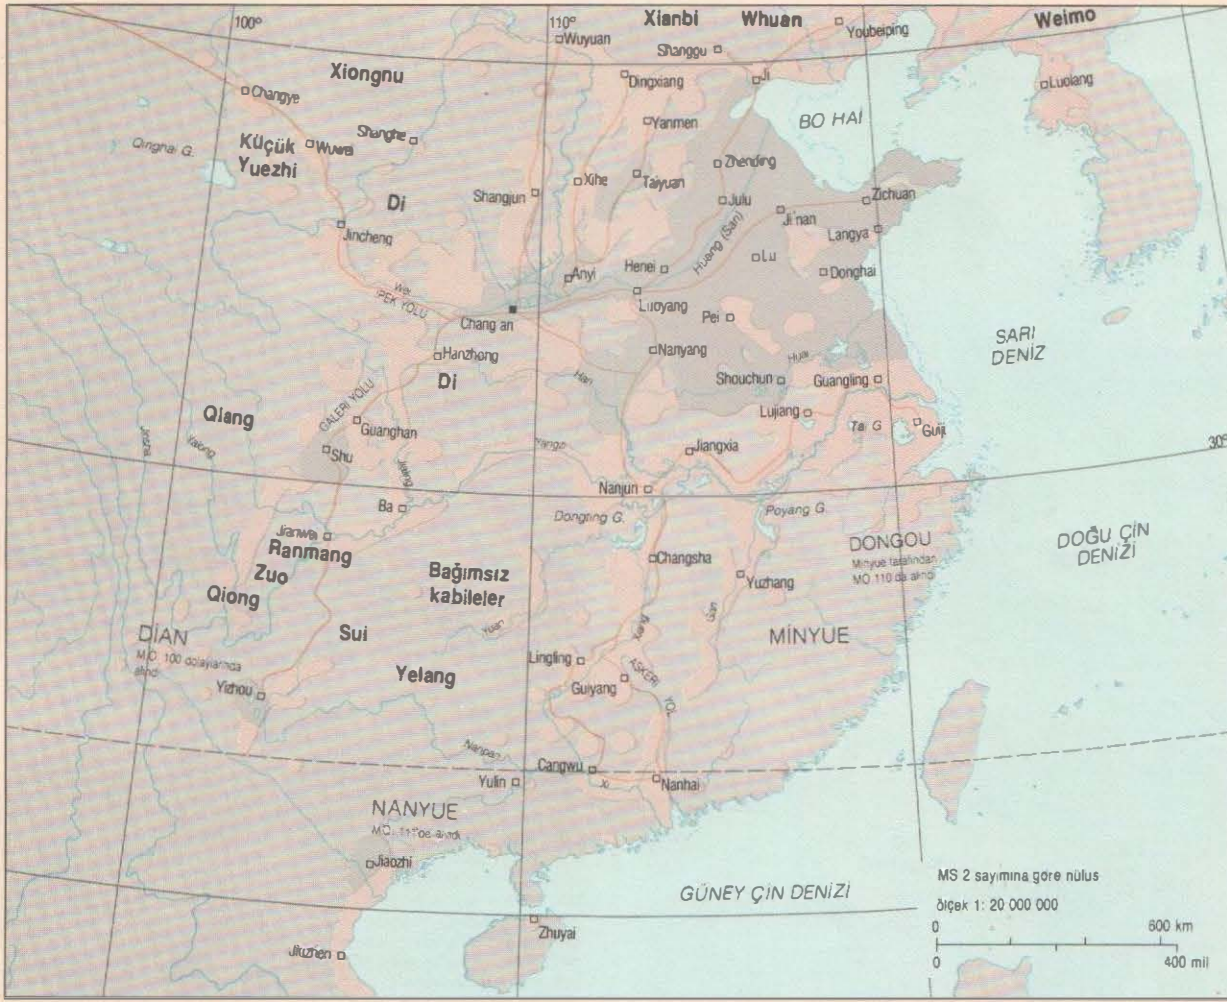 100°
110°
Xianbi
Whuan
Weimo
Wuyuan
Shanggu
Youbeiping
Xiongnu
Dingxiang
Ji
Luolang
Changye
Yanmen
BO HAI
Shanghe
Qinghai G.
Küçük
Yuezhi
Wuwei
Zhending
Taiyuan
Xihe
Shangjun
Di
Julu
Ji'nan
Zichuan
Jincheng
Langya
Huang (Sarı)
Lu
Donghai
Henei
Anyi
Wei
İPEK YOLU
Luoyang
Chang'an
Pei
SARI
DENİZ
Hanzhong
Nanyang
Di
Huai
Han
Shouchun
Guangling
Qiang
GALERİ YOLU
Guanghan
Lujiang
Tai G.
Guiji
Jinsha
Yalong
Shu
Jialing
Yangzi
Jiangxia
30°
Nanjun
Ba
Dongting G.
Poyang G.
Jianwei
Ranmang
DONGOU
Minyue tarafından
MÖ 110'da alındı
DOĞU ÇİN
DENİZİ
Zuo
Qiong
Bağımsız
kabileler
Changsha
Yuzhang
Gan
Xiang
Yuan
DİAN
M.Ö. 100 dolaylarında
alındı
Sui
MİNYUE
Yelang
Lingling
Yizhou
Guiyang
ASKERİ
YOL
Nanpan
Cangwu
Yulin
Xi
Nanhai
NANYUE
Jiaozhi
MS 2 sayımına göre nüfus
GÜNEY ÇİN DENİZİ
ölçek 1: 20 000 000
Zhuyai
0
600 km
Jiuzhen
0
400 mil